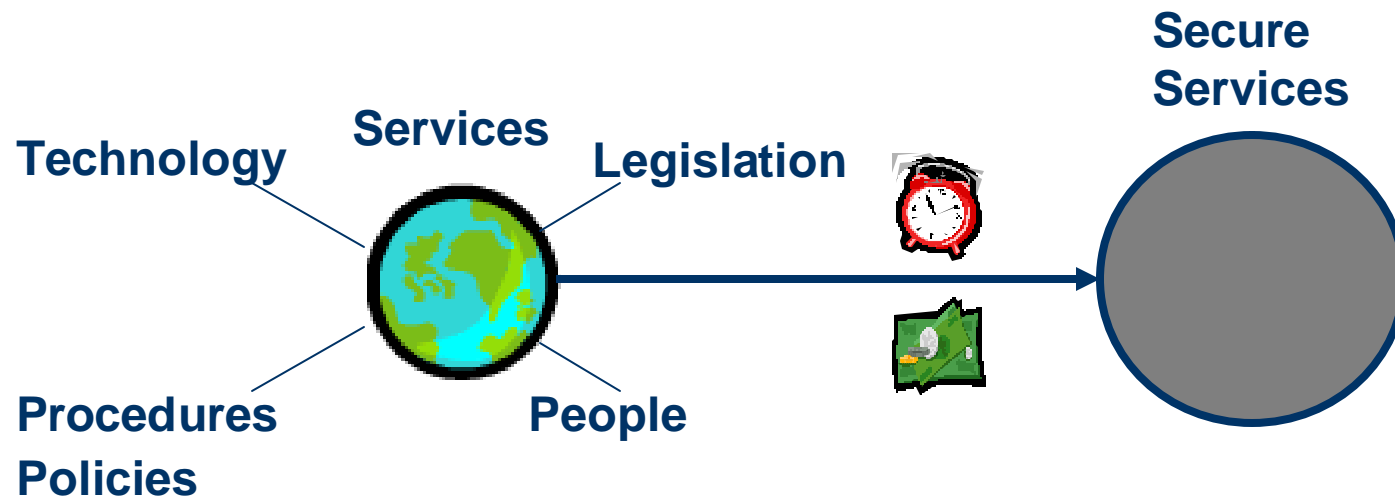 Secure
Services
Services
Technology
Legislation
Procedures
Policies
People